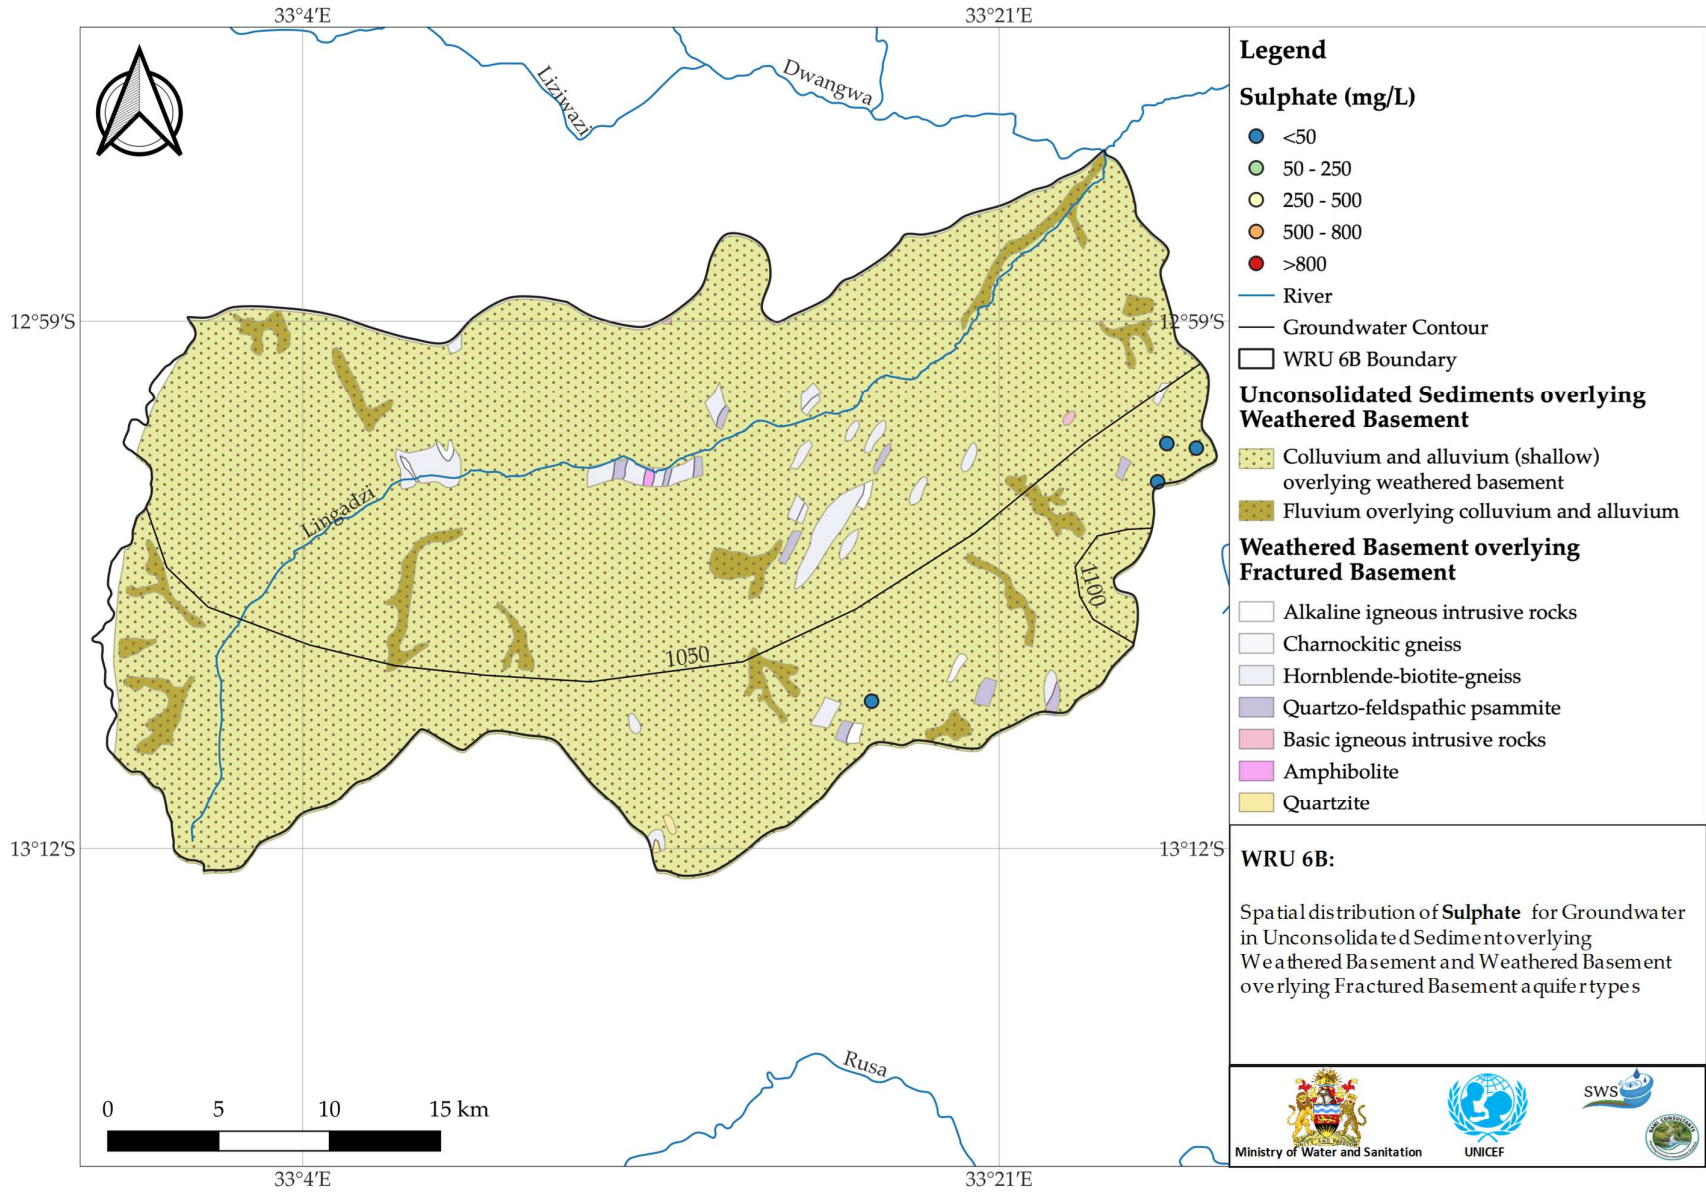 33°4′E
33°21′E
Liziwazi
Dwangwa
12°59′S
12°59′S
Lingadzi
1050
1100
13°12′S
13°12′S
Rusa
0 5 10 15 km
33°4′E
33°21′E
Legend
Sulphate (mg/L)
<50
50 - 250
250 - 500
500 - 800
>800
River
Groundwater Contour
WRU 6B Boundary
Unconsolidated Sediments overlying
Weathered Basement
Colluvium and alluvium (shallow)
overlying weathered basement
Fluvium overlying colluvium and alluvium
Weathered Basement overlying
Fractured Basement
Alkaline igneous intrusive rocks
Charnockitic gneiss
Hornblende-biotite-gneiss
Quartzo-feldspathic psammite
Basic igneous intrusive rocks
Amphibolite
Quartzite
WRU 6B:
Spatial distribution of Sulphate for Groundwater
in Unconsolidated Sediment overlying
Weathered Basement and Weathered Basement
overlying Fractured Basement aquifer types
Ministry of Water and Sanitation
UNICEF
SWS